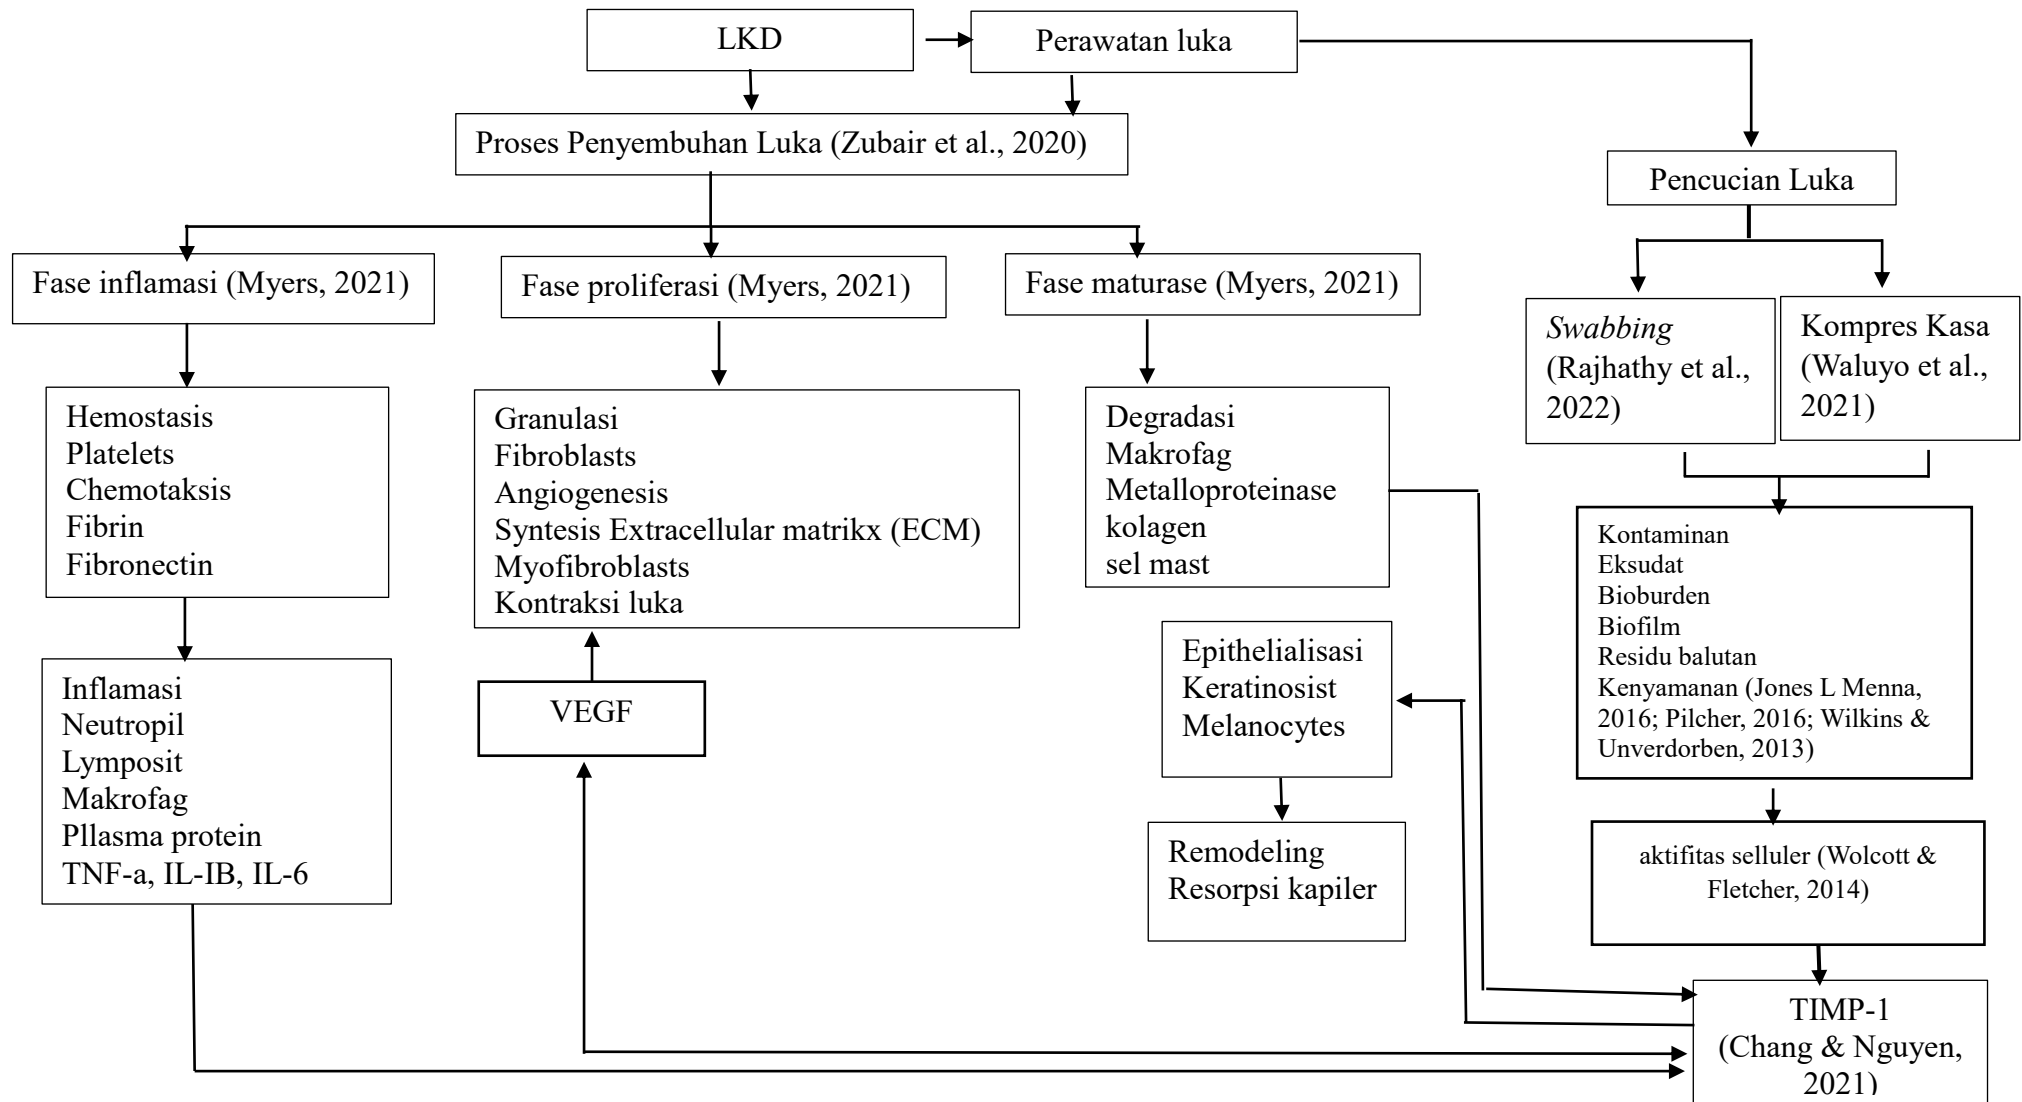 LKD
Perawatan luka
Proses Penyembuhan Luka (Zubair et al., 2020)
Pencucian Luka
Fase inflamasi (Myers, 2021)
Fase proliferasi (Myers, 2021)
Fase maturase (Myers, 2021)
Swabbing
(Rajhathy et al.,
2022)
Kompres Kasa
(Waluyo et al.,
2021)
Hemostasis
Platelets
Chemotaksis
Fibrin
Fibronectin
Granulasi
Fibroblasts
Angiogenesis
Syntesis Extracellular matrikx (ECM)
Myofibroblasts
Kontraksi luka
Degradasi
Makrofag
Metalloproteinase
kolagen
sel mast
Kontaminan
Eksudat
Bioburden
Biofilm
Residu balutan
Kenyamanan (Jones L Menna,
2016; Pilcher, 2016; Wilkins &
Unverdorben, 2013)
Inflamasi
Neutropil
Lymposit
Makrofag
Pllasma protein
TNF-a, IL-IB, IL-6
VEGF
Epithelialisasi
Keratinosist
Melanocytes
Remodeling
Resorpsi kapiler
aktifitas selluler (Wolcott &
Fletcher, 2014)
TIMP-1
(Chang & Nguyen,
2021)